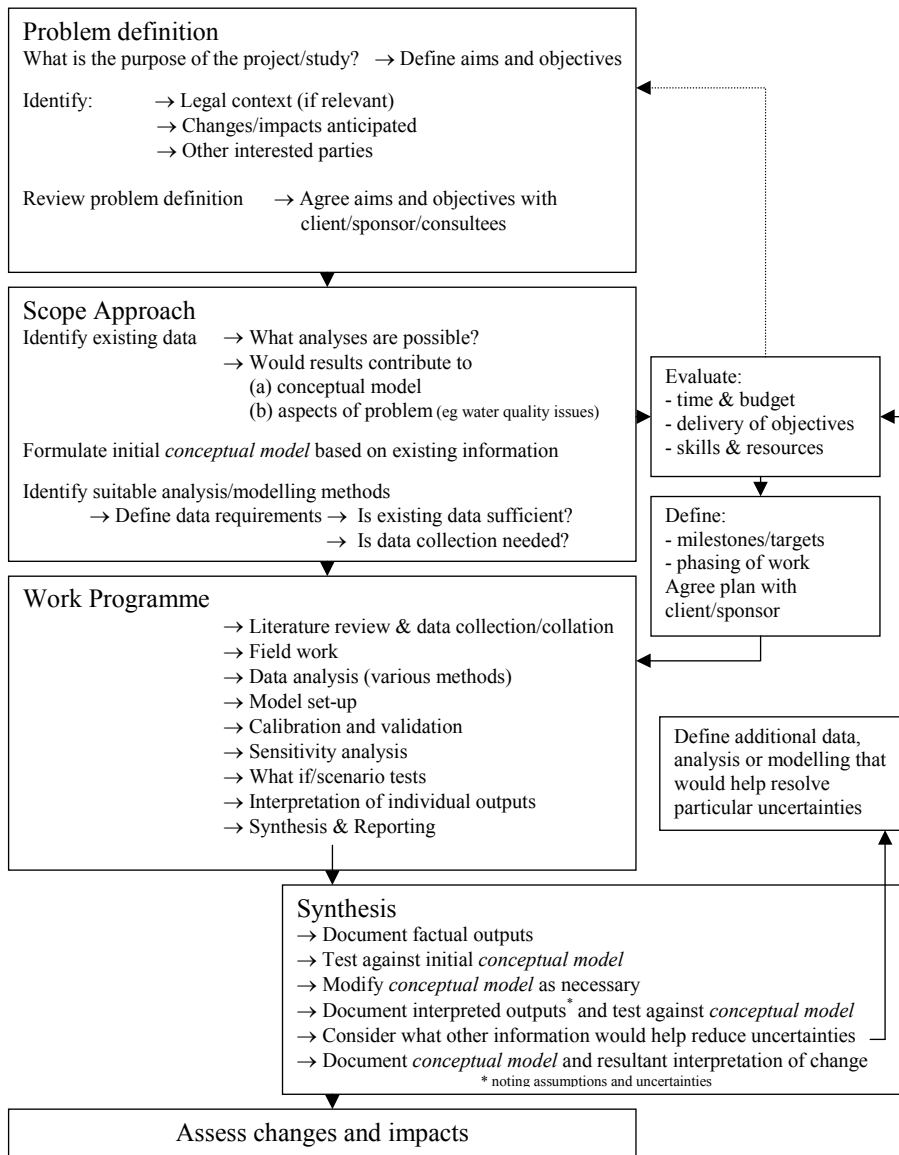 Problem definition
What is the purpose of the project/study? → Define aims and objectives
Identify: → Legal context (if relevant)
→ Changes/impacts anticipated
→ Other interested parties
Review problem definition → Agree aims and objectives with
client/sponsor/consultees
Scope Approach
Identify existing data → What analyses are possible?
→ Would results contribute to
(a) conceptual model
(b) aspects of problem (eg water quality issues)
Formulate initial conceptual model based on existing information
Identify suitable analysis/modelling methods
→ Define data requirements → Is existing data sufficient?
→ Is data collection needed?
Evaluate:
- time & budget
- delivery of objectives
- skills & resources
Define:
- milestones/targets
- phasing of work
Agree plan with
client/sponsor
Work Programme
→ Literature review & data collection/collation
→ Field work
→ Data analysis (various methods)
→ Model set-up
→ Calibration and validation
→ Sensitivity analysis
→ What if/scenario tests
→ Interpretation of individual outputs
→ Synthesis & Reporting
Define additional data,
analysis or modelling that
would help resolve
particular uncertainties
Synthesis
→ Document factual outputs
→ Test against initial conceptual model
→ Modify conceptual model as necessary
→ Document interpreted outputs* and test against conceptual model
→ Consider what other information would help reduce uncertainties
→ Document conceptual model and resultant interpretation of change
* noting assumptions and uncertainties
Assess changes and impacts